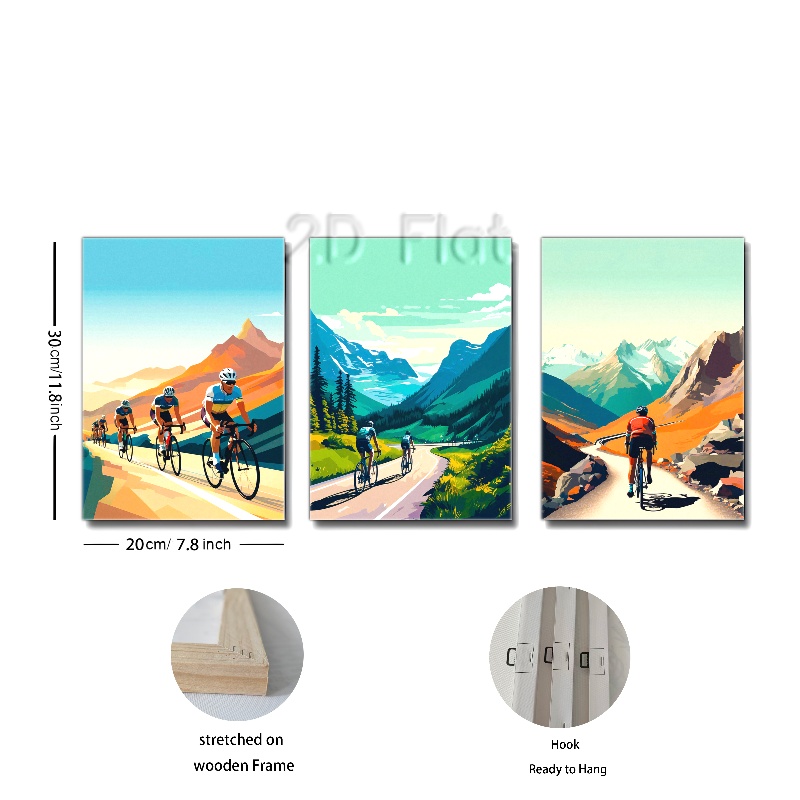 2D Flat
30cm/11.8inch
20cm/ 7.8 inch
stretched on
wooden Frame
Hook
Ready to Hang